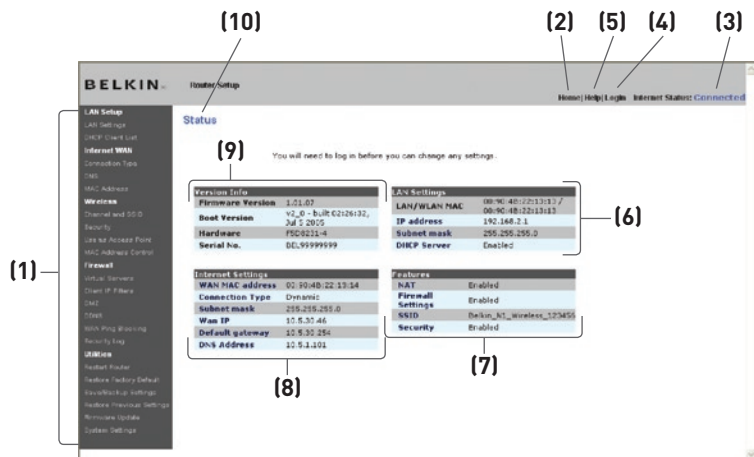 (10)
(2)
(5)
(4)
(3)
BELKIN
Router Setup
Home|Help|Login Internet Status: Connected
LAN Setup
LAN Settings
DHCP Client List
Internet WAN
Connection Type
DNS
MAC Address
Wireless
Channel and SSID
Security
Use as Access Point
MAC Address Control
Firewall
Virtual Servers
Client IP Filters
DMZ
DDNS
WAN Ping Blocking
Security Log
Utilities
Restart Router
Restore Factory Default
Save/Backup Settings
Restore Previous Settings
Firmware Update
System Settings
(1)
Status
(9)
You will need to log in before you can change any settings.
Version Info
Firmware Version 1.01.07
Boot Version v2_0 - built 02:26:32, Jul 5 2005
Hardware F5D8231-4
Serial No. BEL99999999
LAN Settings
LAN/WLAN MAC 00:90:4B:22:13:13 /
00:90:4B:22:13:13
IP address 192.168.2.1
Subnet mask 255.255.255.0
DHCP Server Enabled
(6)
Internet Settings
WAN MAC address 00:90:4B:22:13:14
Connection Type Dynamic
Subnet mask 255.255.255.0
Wan IP 10.5.30.46
Default gateway 10.5.30.254
DNS Address 10.5.1.101
(8)
Features
NAT Enabled
Firewall Settings Enabled
SSID Belkin_N1_Wireless_123456
Security Enabled
(7)